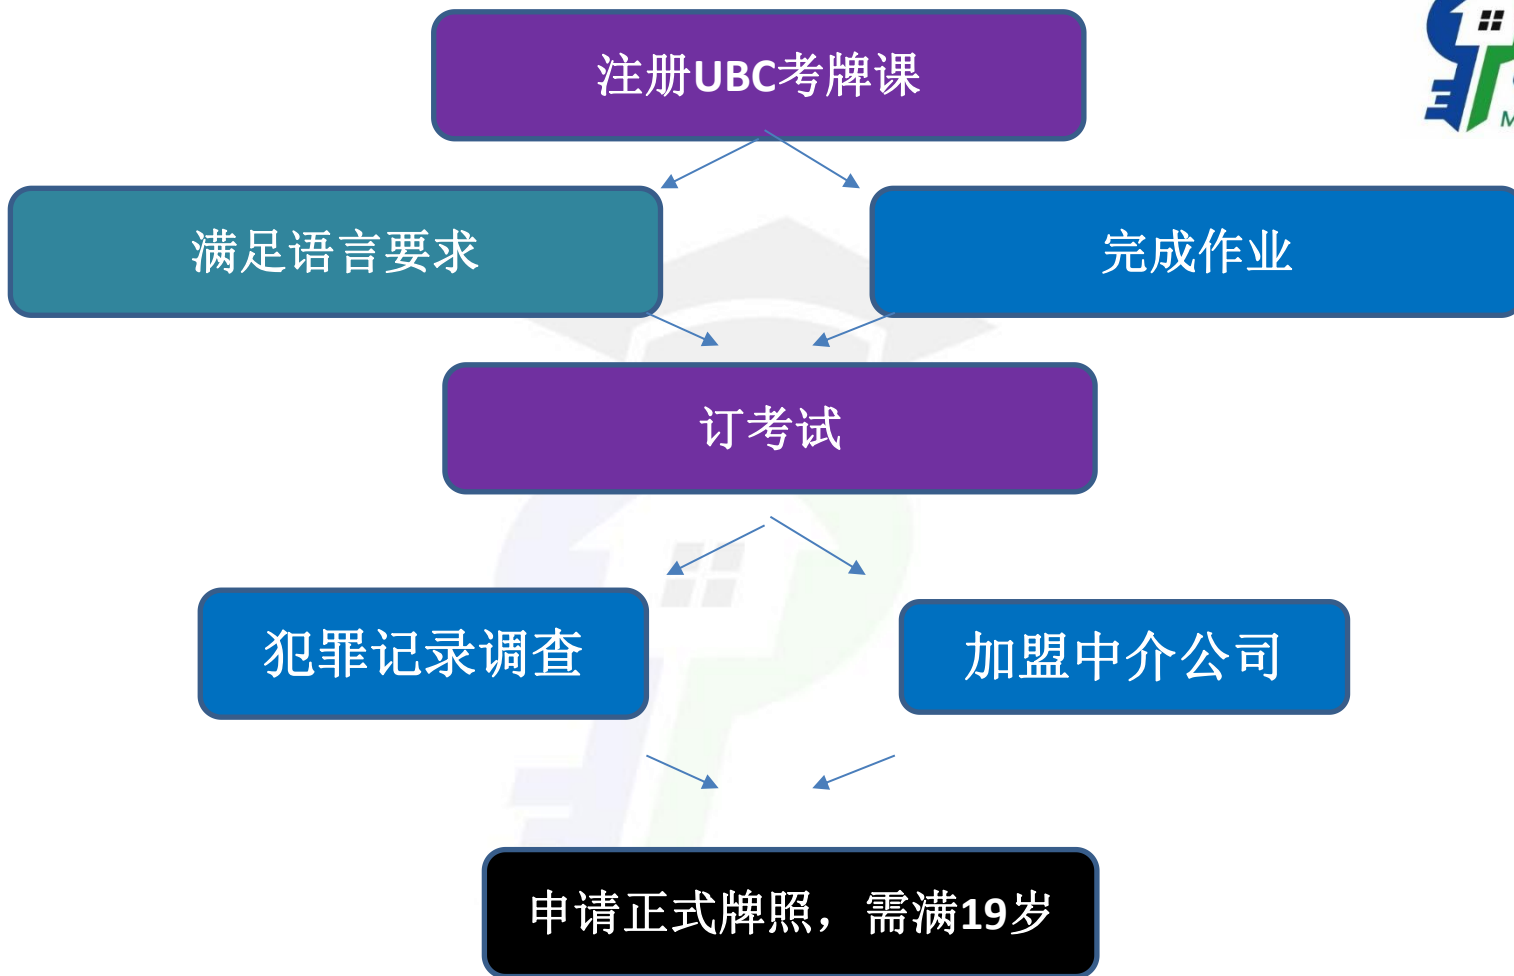 注册UBC考牌课
满足语言要求
完成作业
订考试
犯罪记录调查
加盟中介公司
申请正式牌照，需满19岁